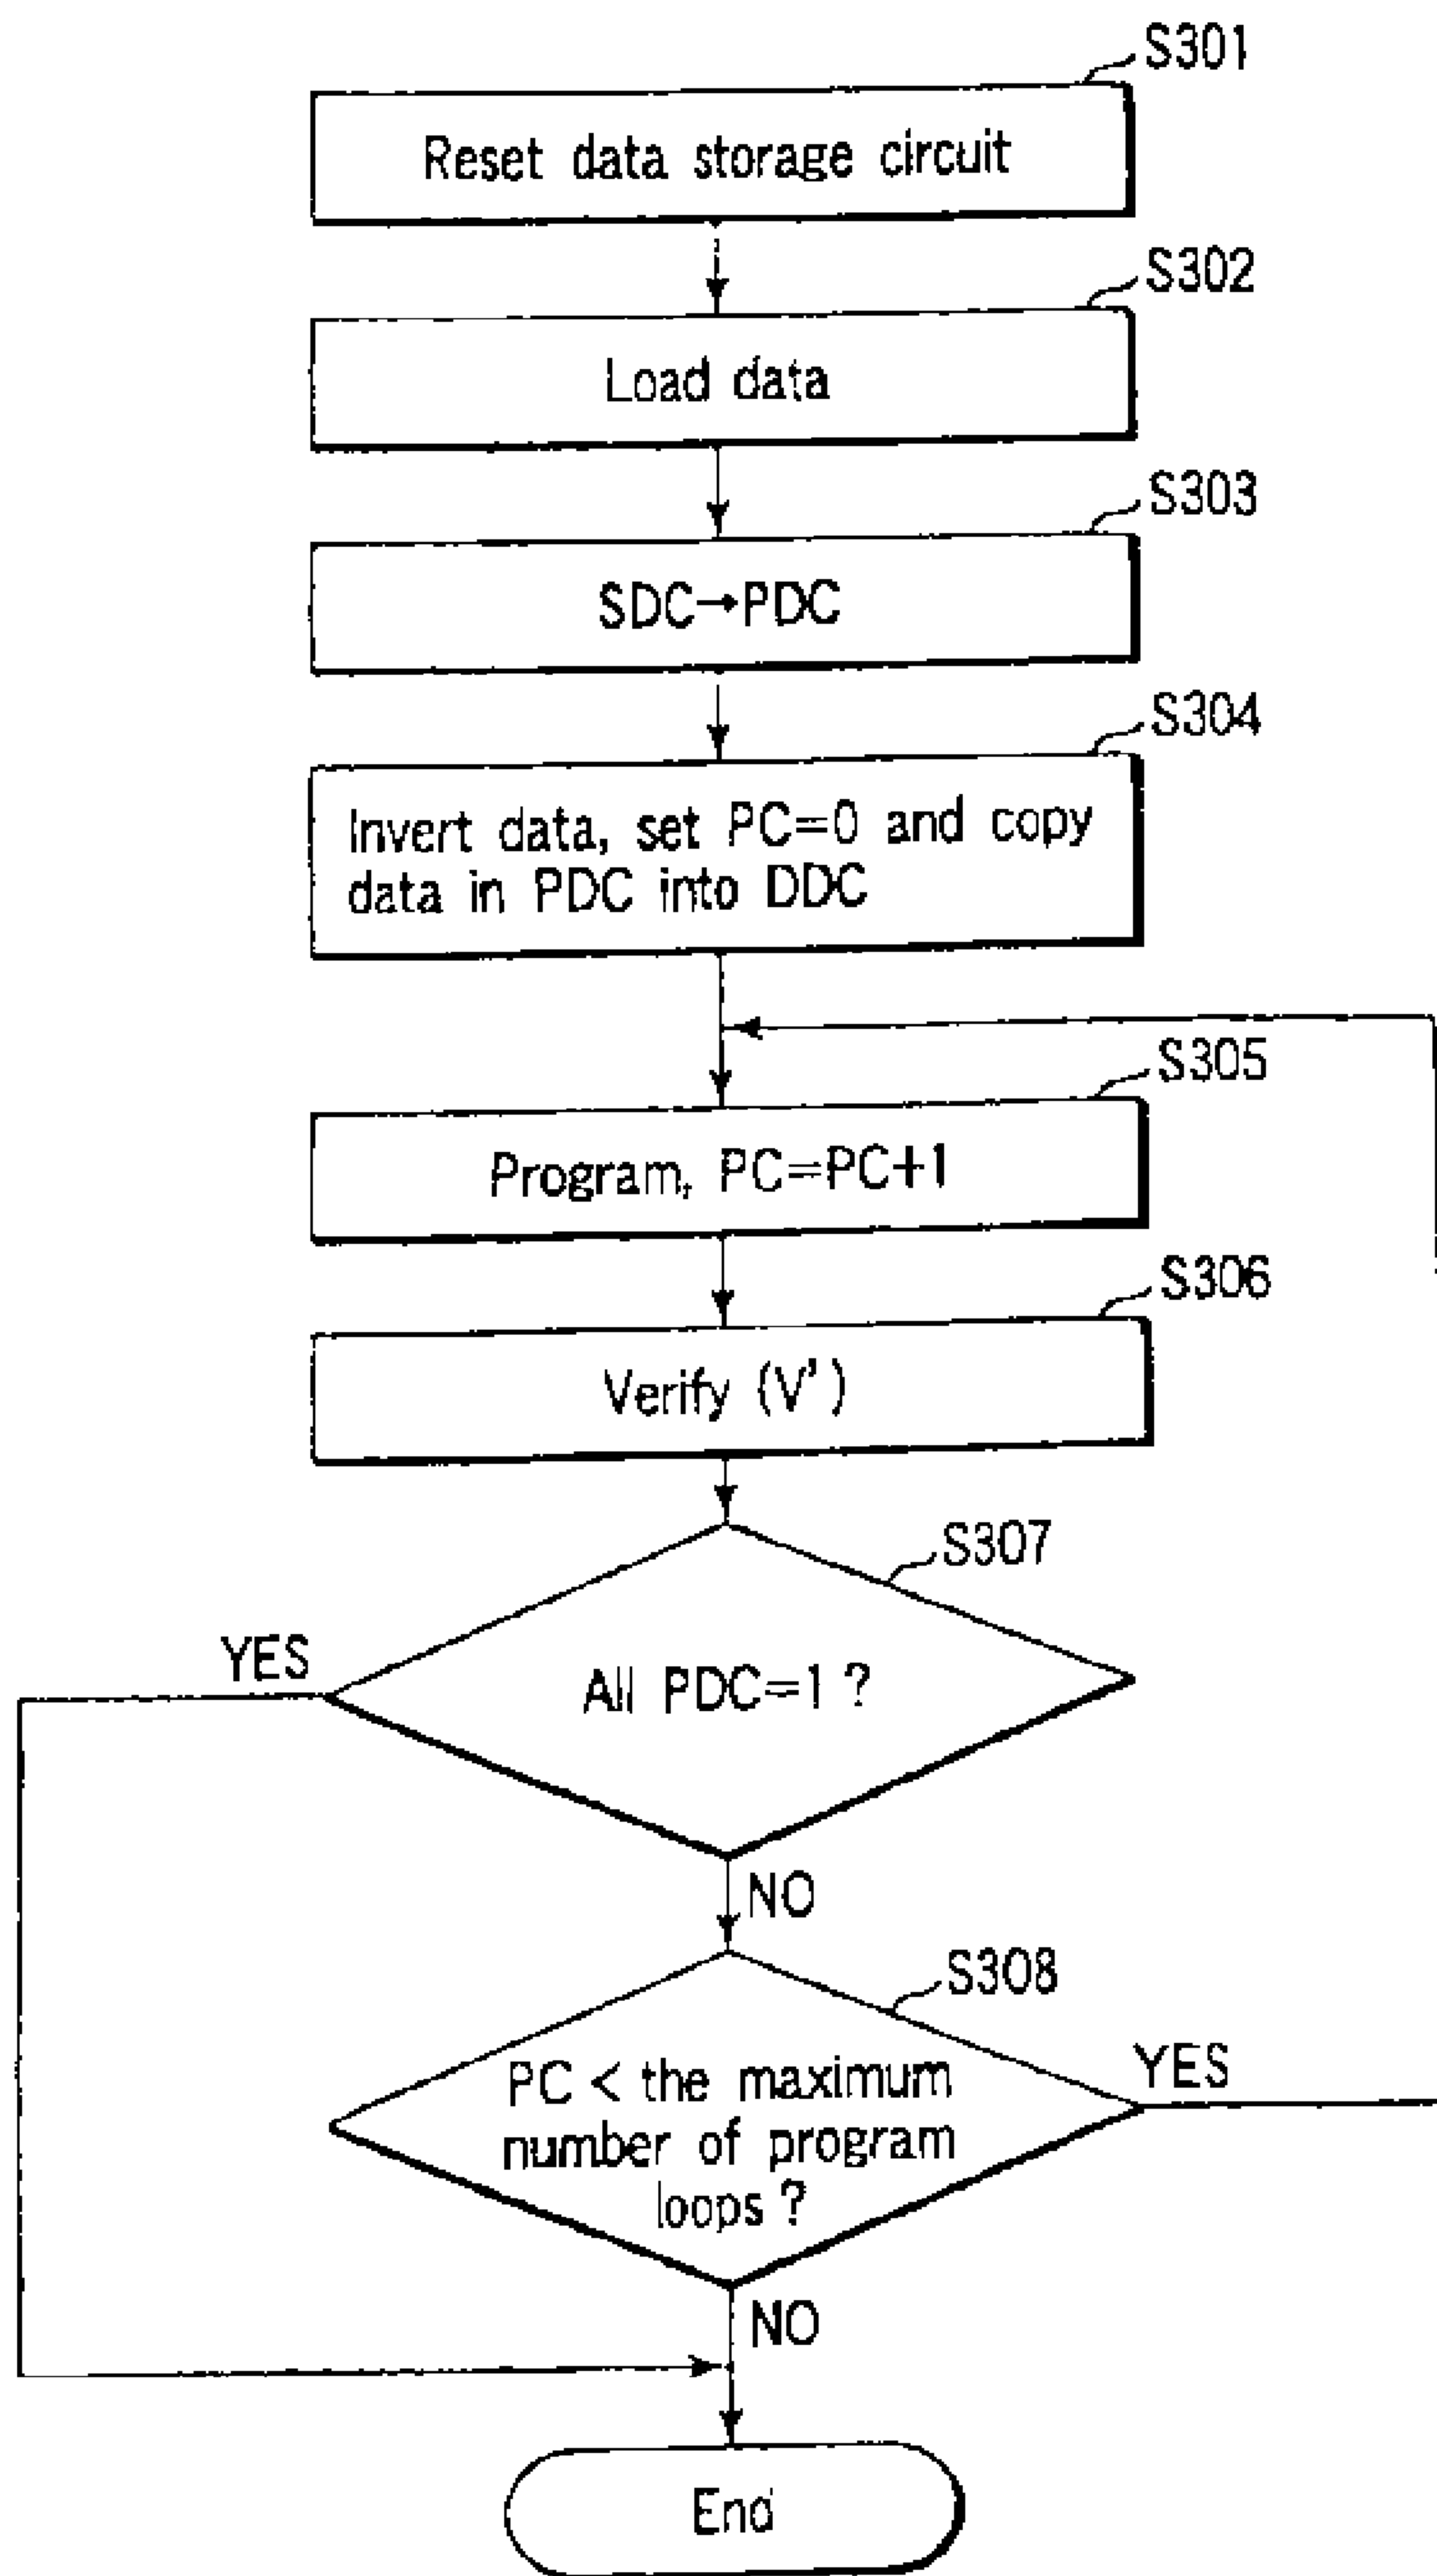 S301
Reset data storage circuit
S302
Load data
S303
SDC→PDC
S304
Invert data, set PC=0 and copy
data in PDC into DDC
S305
Program, PC=PC+1
S306
Verify (V')
S307
YES
All PDC=1 ?
NO
S308
PC < the maximum
number of program
loops ?
YES
NO
End